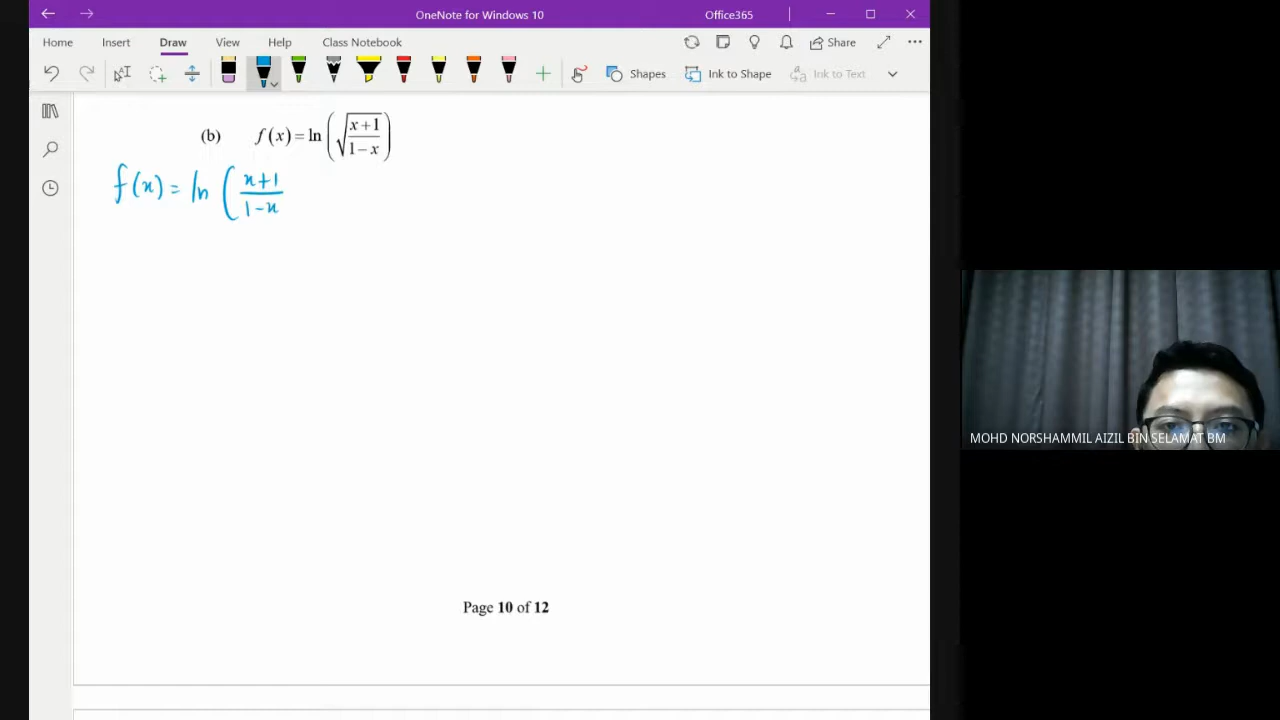 OneNote for Windows 10
Office365
Home Insert Draw View Help Class Notebook
Share
Shapes Ink to Shape Ink to Text
(b) f(x) = ln(√((x+1)/(1−x)))
f(x) = ln ( (x+1)/(1−x)
Page 10 of 12
MOHD NORSHAMMIL AIZIL BIN SELAMAT BM